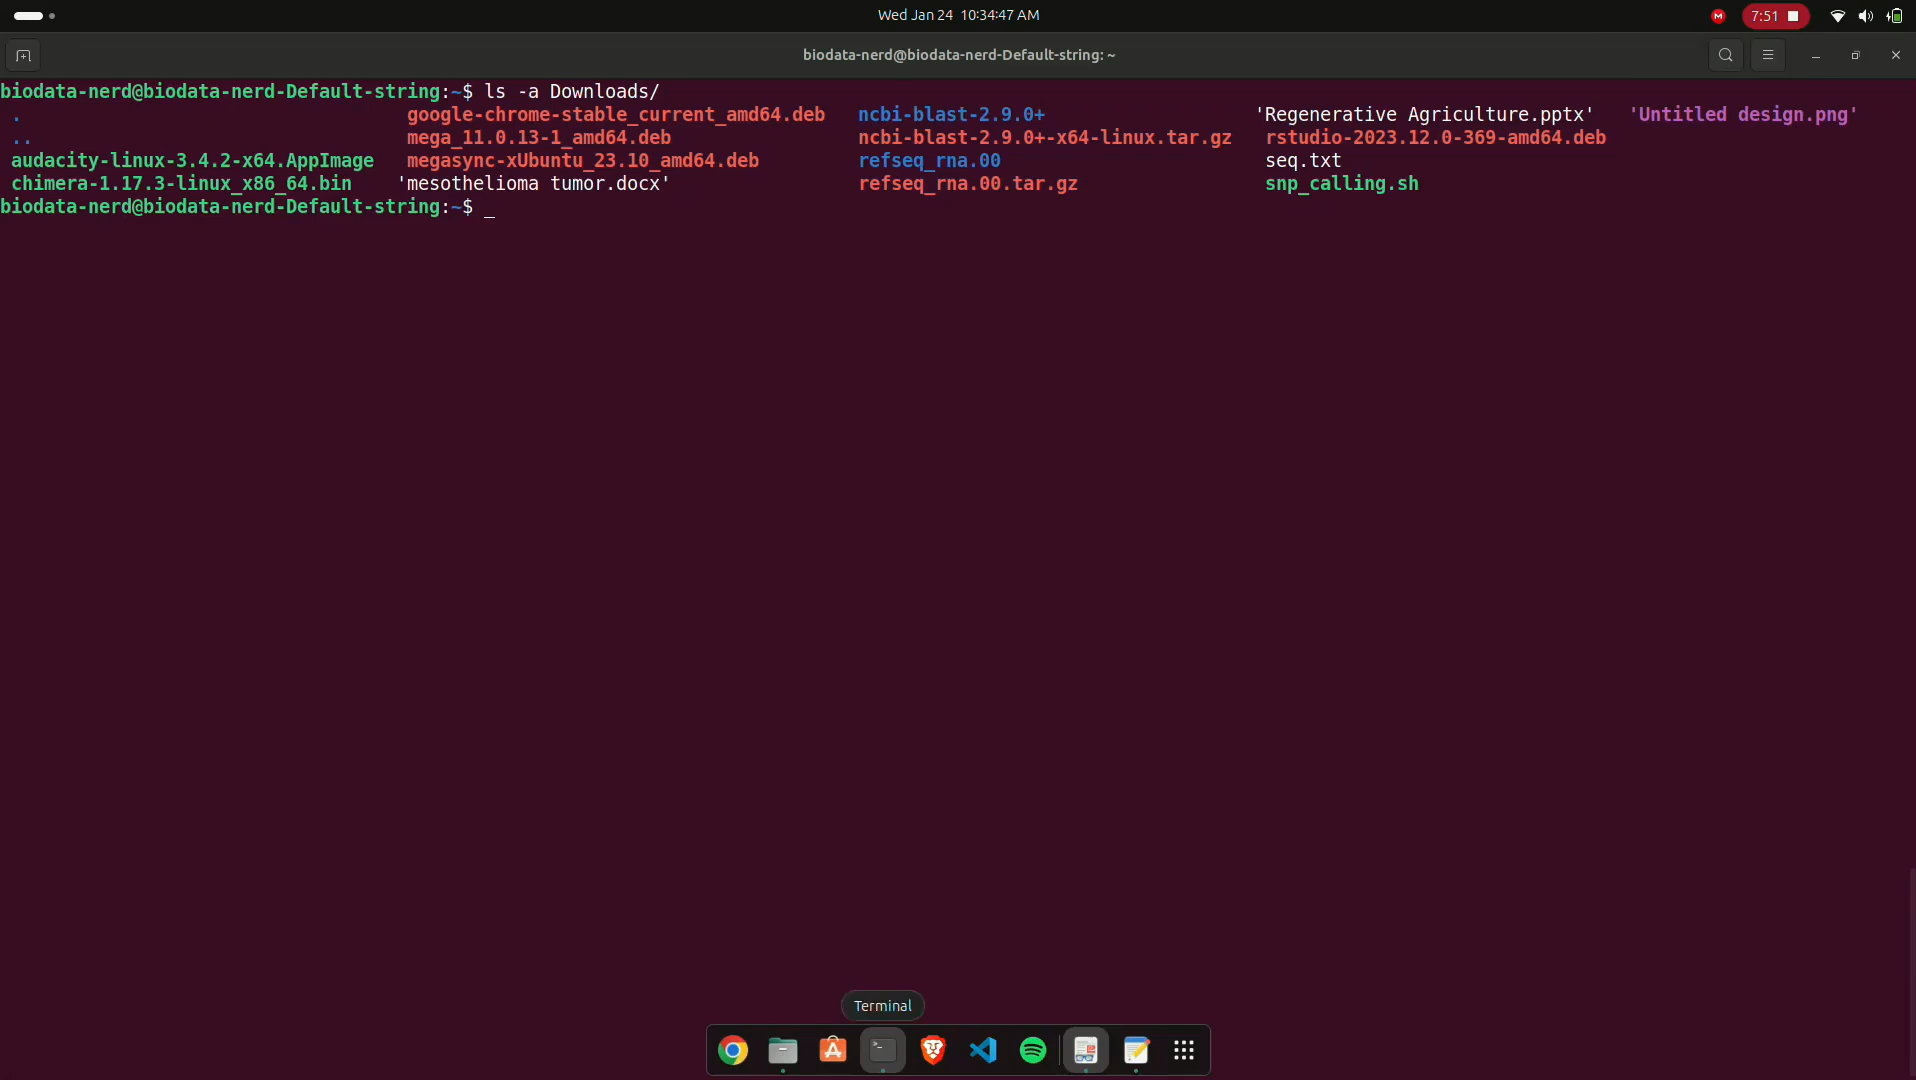 Wed Jan 24 10:34:47 AM
7:51
biodata-nerd@biodata-nerd-Default-string: ~
biodata-nerd@biodata-nerd-Default-string:~$ ls -a Downloads/
. google-chrome-stable_current_amd64.deb ncbi-blast-2.9.0+ 'Regenerative Agriculture.pptx' 'Untitled design.png'
.. mega_11.0.13-1_amd64.deb ncbi-blast-2.9.0+-x64-linux.tar.gz rstudio-2023.12.0-369-amd64.deb
audacity-linux-3.4.2-x64.AppImage megasync-xUbuntu_23.10_amd64.deb refseq_rna.00 seq.txt
chimera-1.17.3-linux_x86_64.bin 'mesothelioma tumor.docx' refseq_rna.00.tar.gz snp_calling.sh
biodata-nerd@biodata-nerd-Default-string:~$ _
Terminal